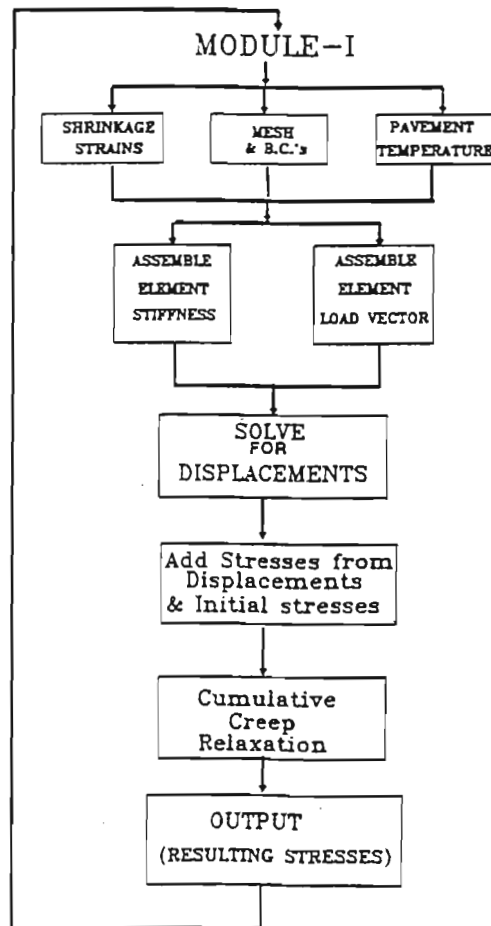 MODULE-I
SHRINKAGE
STRAINS
MESH
& B.C.'s
PAVEMENT
TEMPERATURE
ASSEMBLE
ELEMENT
STIFFNESS
ASSEMBLE
ELEMENT
LOAD VECTOR
SOLVE
FOR
DISPLACEMENTS
Add Stresses from
Displacements
& Initial stresses
Cumulative
Creep
Relaxation
OUTPUT
(RESULTING STRESSES)